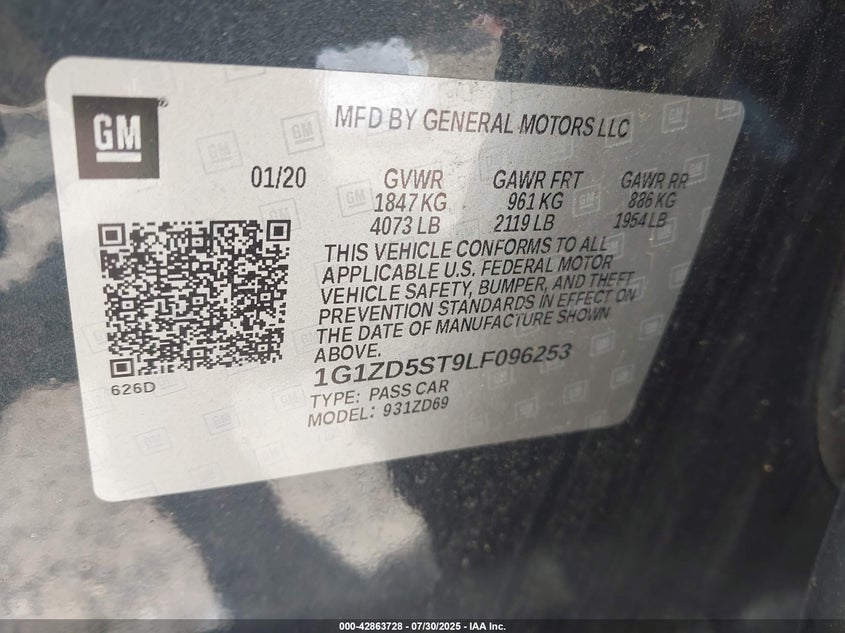 GM
MFD BY GENERAL MOTORS LLC
01/20 GVWR GAWR FRT GAWR RR
1847 KG 961 KG 886 KG
4073 LB 2119 LB 1954 LB
THIS VEHICLE CONFORMS TO ALL
APPLICABLE U.S. FEDERAL MOTOR
VEHICLE SAFETY, BUMPER, AND THEFT
PREVENTION STANDARDS IN EFFECT ON
THE DATE OF MANUFACTURE SHOWN
ABOVE.
1G1ZD5ST9LF096253
626D
TYPE: PASS CAR
MODEL: 931ZD69
000-42863728 - 07/30/2025 - IAA Inc.